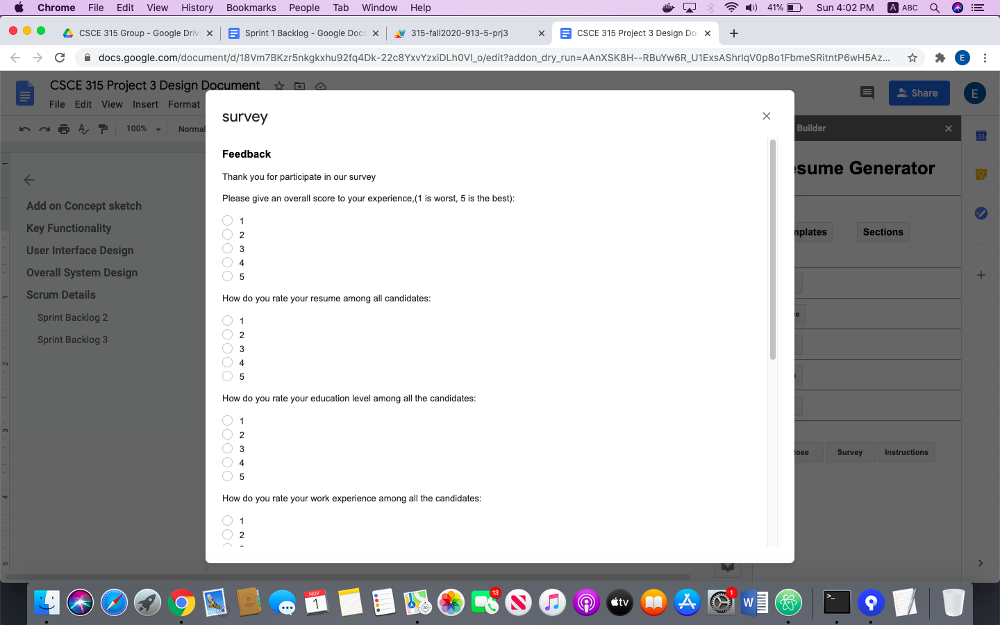 Chrome File Edit View History Bookmarks People Tab Window Help 41% Sun 4:02 PM A ABC
CSCE 315 Group - Google Driv Sprint 1 Backlog - Google Docs 315-fall2020-913-5-prj3 CSCE 315 Project 3 Design Do
docs.google.com/document/d/18Vm7BKzr5nkgkxhu92fq4Dk-22c8YxvYzxiDLh0Vl_o/edit?addon_dry_run=AAnXSK8H--RBuYw6R_U1ExsAShrIqV0p8o1FbmeSRitntP6wH5Az... E
CSCE 315 Project 3 Design Document
File Edit View Insert Format
Share E
100% Normal
Builder
survey
Feedback
Thank you for participate in our survey
Please give an overall score to your experience,(1 is worst, 5 is the best):
1
2
3
4
5
How do you rate your resume among all candidates:
1
2
3
4
5
How do you rate your education level among all the candidates:
1
2
3
4
5
How do you rate your work experience among all the candidates:
1
2
Add on Concept sketch
Key Functionality
User Interface Design
Overall System Design
Scrum Details
Sprint Backlog 2
Sprint Backlog 3
sume Generator
nplates Sections
lose Survey Instructions
31
NOV
1
13
tv
1
W